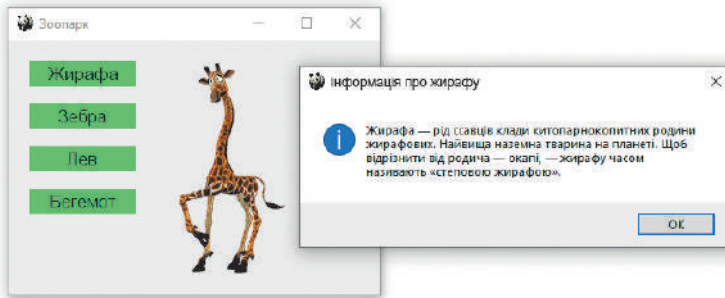 Зоопарк
Жирафа
Зебра
Лев
Бегемот
Інформація про жирафу
Жирафа — рід ссавців клади китопарнокопитних родини
жирафових. Найвища наземна тварина на планеті. Щоб
відрізнити від родича — окапі, — жирафу часом
називають «степовою жирафою».
OK